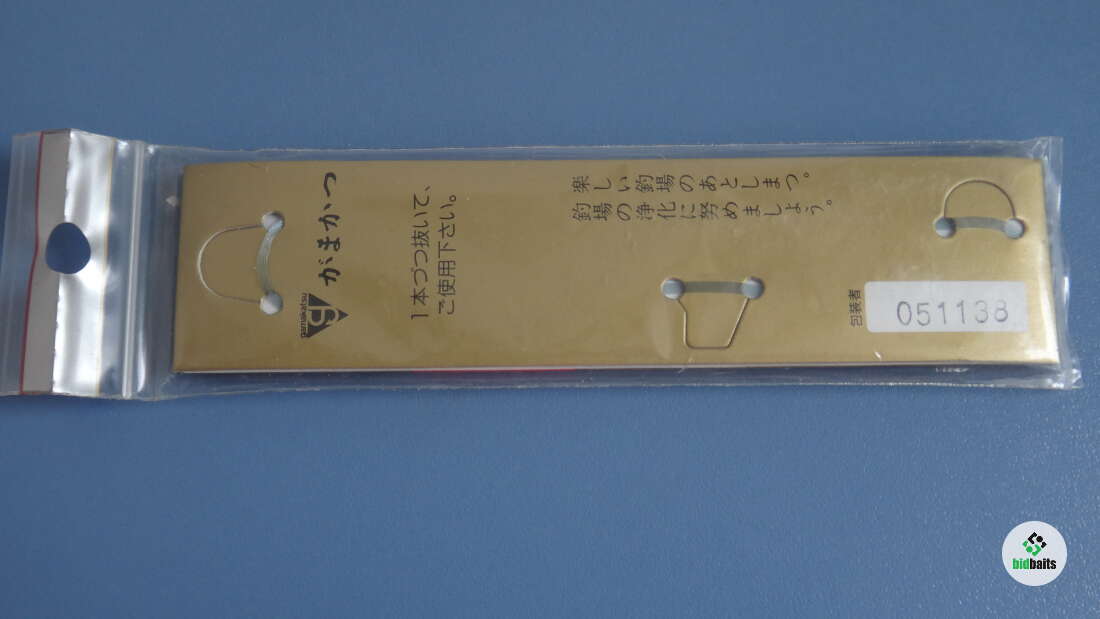 gamakatsu
g
がまかつ
1本づつ抜いて、
ご使用下さい。
楽しい釣場のあとしまつ。
釣場の浄化に努めましょう。
包装者
051138
bidbaits